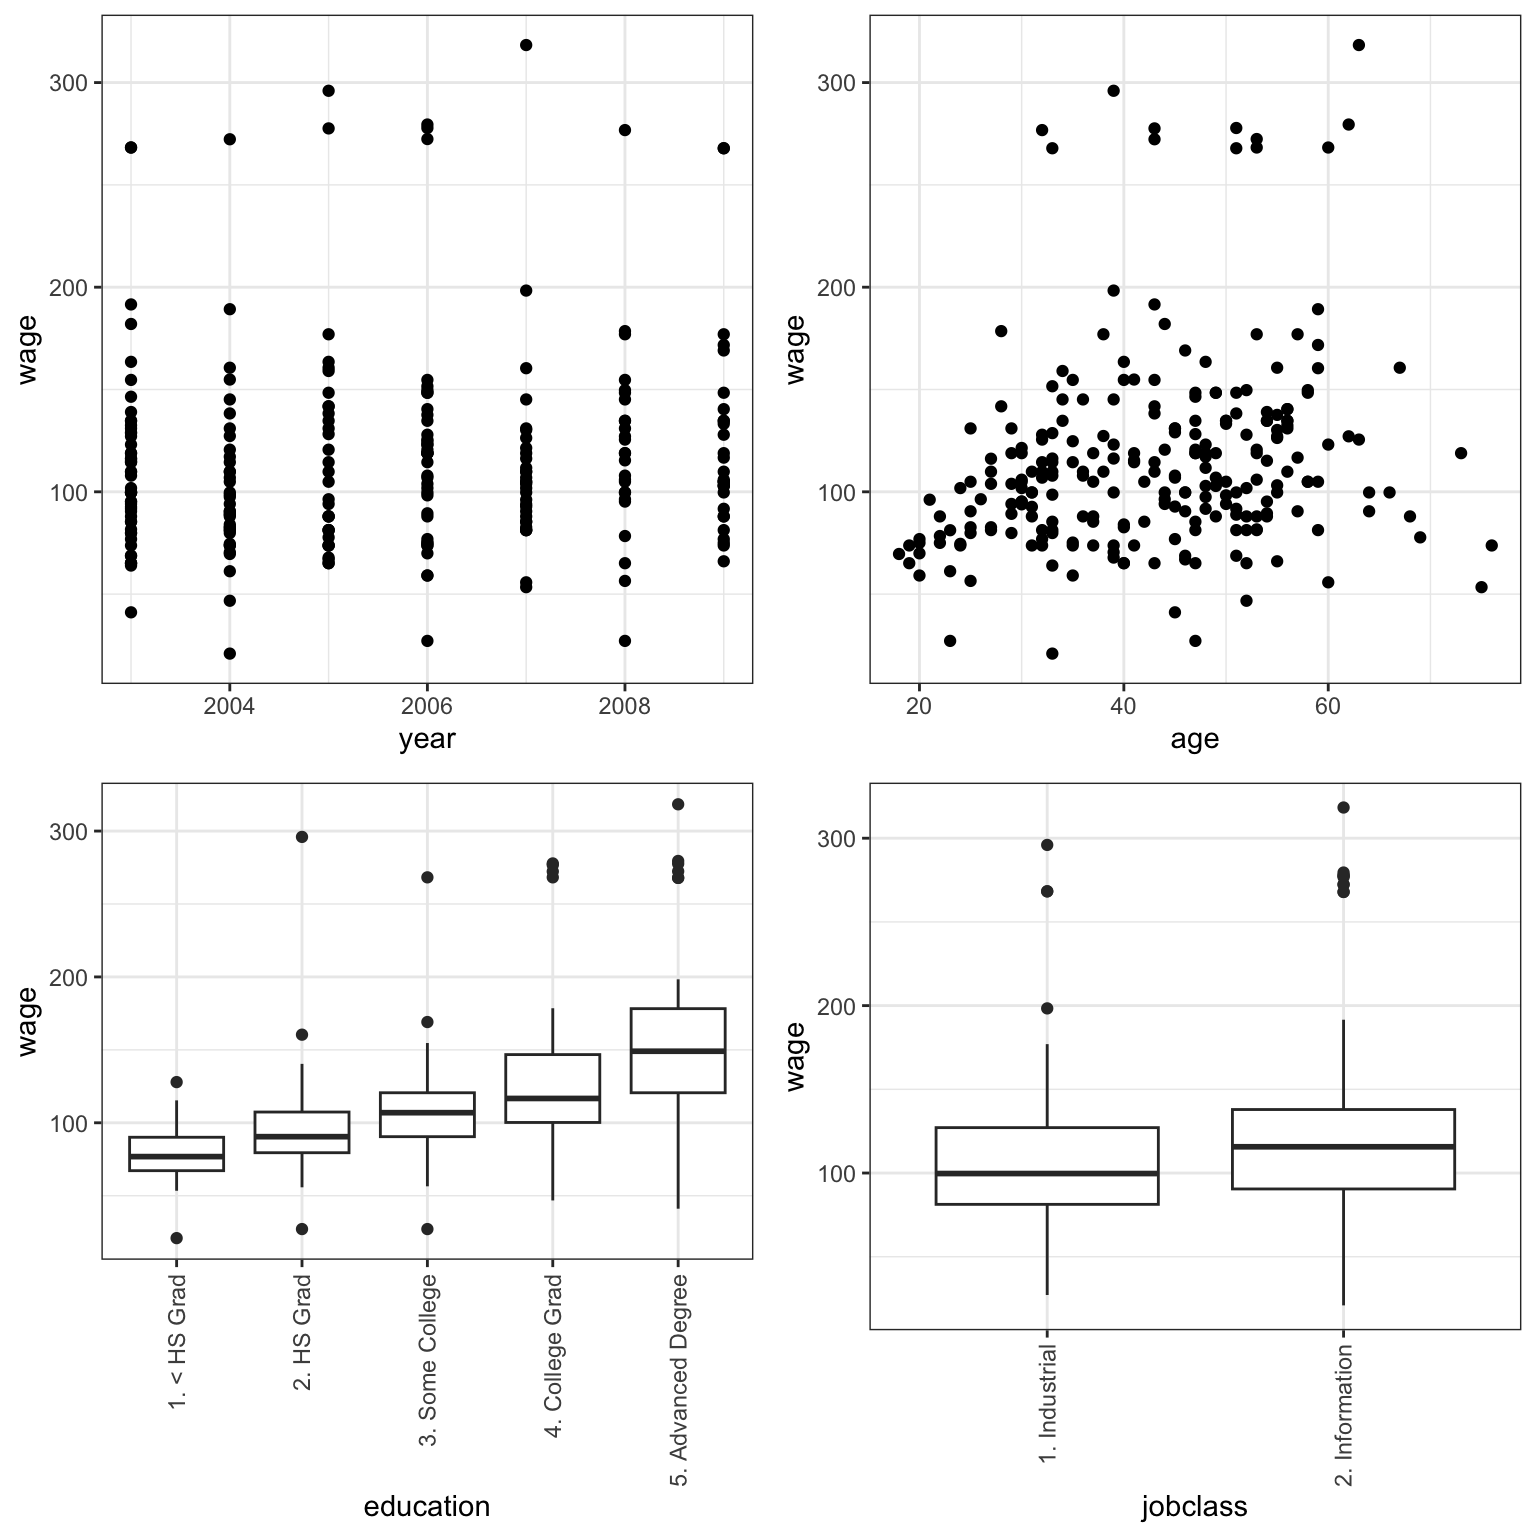 wage
300
200
100
2004
2006
2008
year
wage
300
200
100
20
40
60
age
wage
300
200
100
1. < HS Grad
2. HS Grad
3. Some College
4. College Grad
5. Advanced Degree
education
wage
300
200
100
1. Industrial
2. Information
jobclass